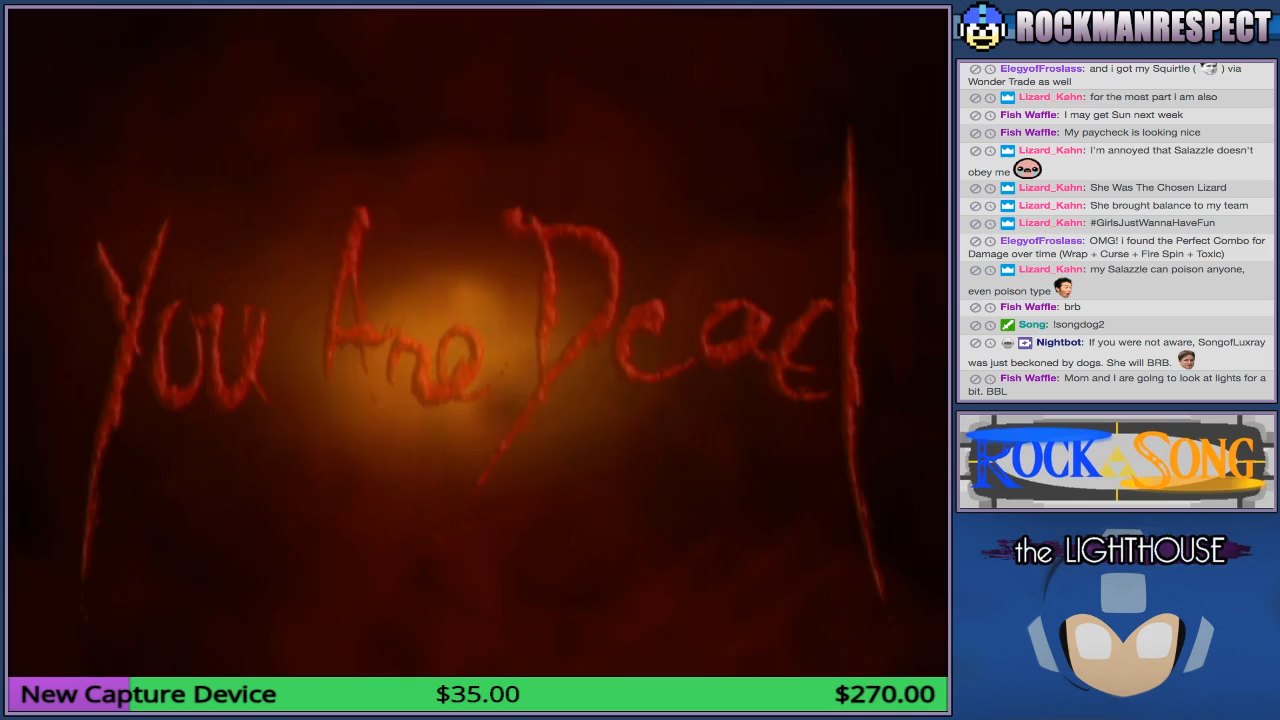 You Are Dead
New Capture Device $35.00 $270.00
ROCKMANRESPECT
ElegyofFroslass: and i got my Squirtle ( ) via
Wonder Trade as well
Lizard_Kahn: for the most part i am also
Fish Waffle: I may get Sun next week
Fish Waffle: My paycheck is looking nice
Lizard_Kahn: I'm annoyed that Salazzle doesn't
obey me
Lizard_Kahn: She Was The Chosen Lizard
Lizard_Kahn: She brought balance to my team
Lizard_Kahn: #GirlsJustWannaHaveFun
ElegyofFroslass: OMG! i found the Perfect Combo for
Damage over time (Wrap + Curse + Fire Spin + Toxic)
Lizard_Kahn: my Salazzle can poison anyone,
even poison type
Fish Waffle: brb
Song: !songdog2
Nightbot: If you were not aware, SongofLuxray
was just beckoned by dogs. She will BRB.
Fish Waffle: Mom and I are going to look at lights for a
bit. BBL
ROCK SONG
the LIGHTHOUSE